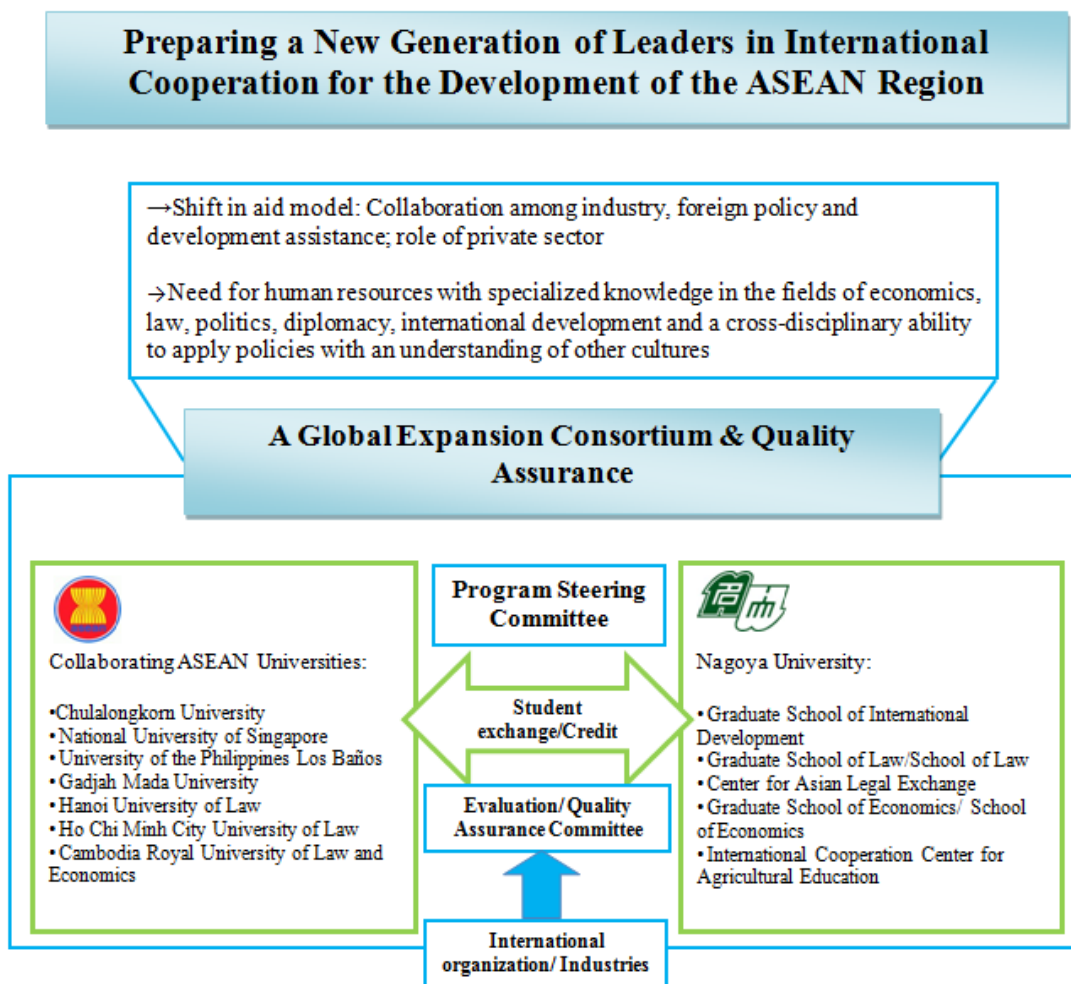 Preparing a New Generation of Leaders in International
Cooperation for the Development of the ASEAN Region
→Shift in aid model: Collaboration among industry, foreign policy and
development assistance; role of private sector
→Need for human resources with specialized knowledge in the fields of economics,
law, politics, diplomacy, international development and a cross-disciplinary ability
to apply policies with an understanding of other cultures
A Global Expansion Consortium & Quality
Assurance
Collaborating ASEAN Universities:
•Chulalongkorn University
•National University of Singapore
•University of the Philippines Los Baños
•Gadjah Mada University
•Hanoi University of Law
•Ho Chi Minh City University of Law
•Cambodia Royal University of Law and
Economics
Program Steering
Committee
Student
exchange/Credit
Evaluation/ Quality
Assurance Committee
International
organization/ Industries
Nagoya University:
• Graduate School of International
Development
• Graduate School of Law/School of Law
• Center for Asian Legal Exchange
• Graduate School of Economics/ School
of Economics
• International Cooperation Center for
Agricultural Education